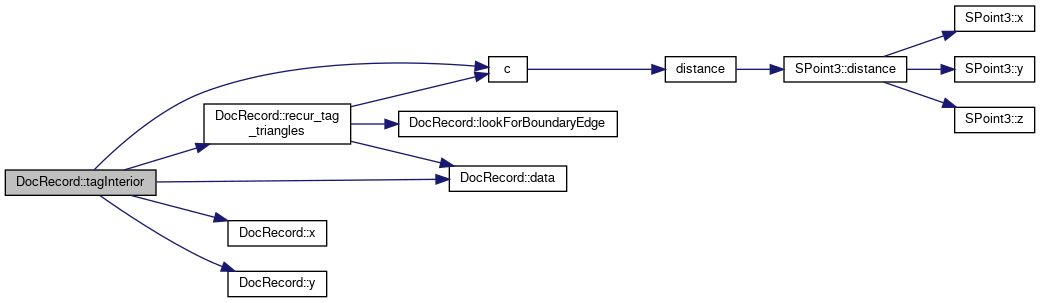 SPoint3::x
c
distance
SPoint3::distance
SPoint3::y
DocRecord::recur_tag
_triangles
DocRecord::lookForBoundaryEdge
SPoint3::z
DocRecord::tagInterior
DocRecord::data
DocRecord::x
DocRecord::y